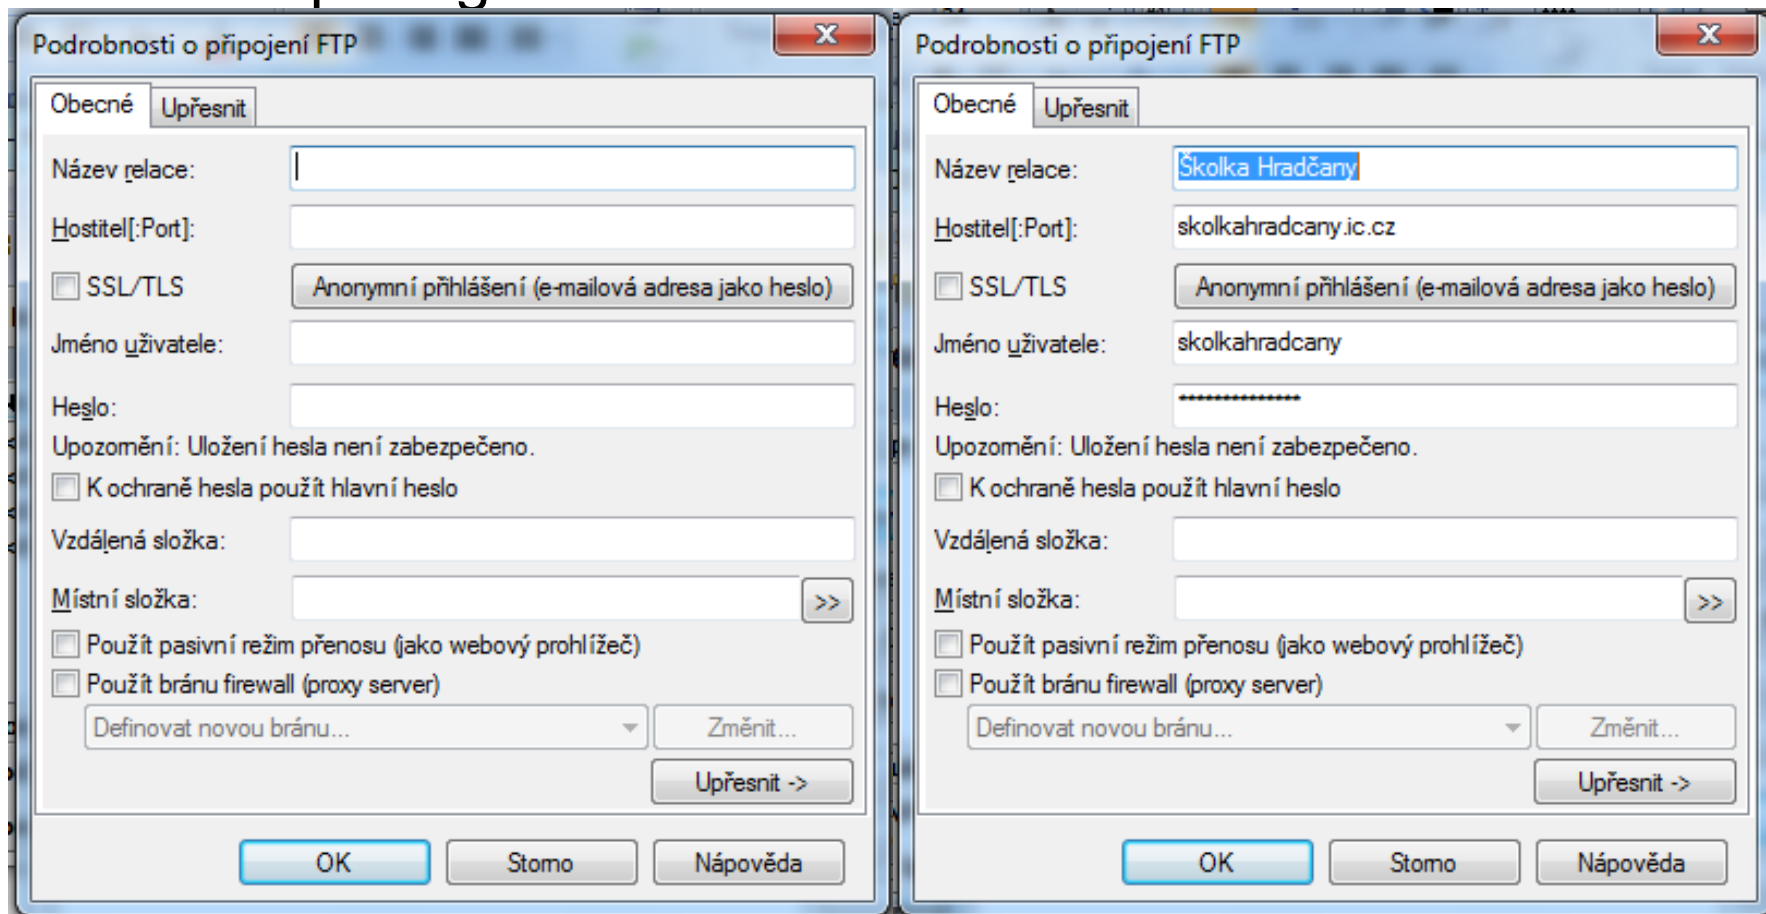 Podrobnosti o připojení FTP
Obecné Upřesnit
Název relace:
Hostitel[:Port]:
SSL/TLS Anonymní přihlášení (e-mailová adresa jako heslo)
Jméno uživatele:
Heslo:
Upozornění: Uložení hesla není zabezpečeno.
K ochraně hesla použít hlavní heslo
Vzdálená složka:
Místní složka: >>
Použít pasivní režim přenosu (jako webový prohlížeč)
Použít bránu firewall (proxy server)
Definovat novou bránu... Změnit...
Upřesnit ->
OK Storno Nápověda
Podrobnosti o připojení FTP
Obecné Upřesnit
Název relace: Školka Hradčany
Hostitel[:Port]: skolkahradcany.ic.cz
SSL/TLS Anonymní přihlášení (e-mailová adresa jako heslo)
Jméno uživatele: skolkahradcany
Heslo: **************
Upozornění: Uložení hesla není zabezpečeno.
K ochraně hesla použít hlavní heslo
Vzdálená složka:
Místní složka: >>
Použít pasivní režim přenosu (jako webový prohlížeč)
Použít bránu firewall (proxy server)
Definovat novou bránu... Změnit...
Upřesnit ->
OK Storno Nápověda